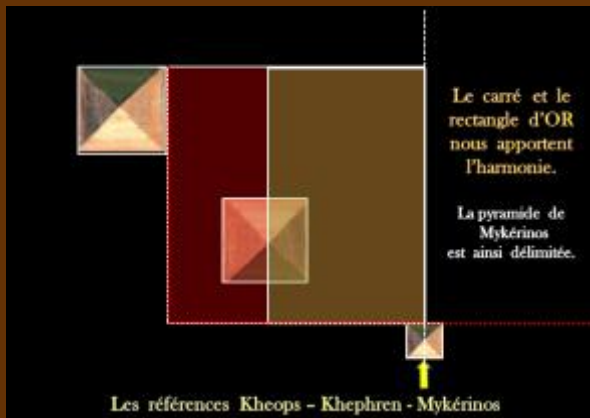 Le carré et le
rectangle d'OR
nous apportent
l'harmonie.
La pyramide de
Mykérinos
est ainsi délimitée.
Les références Kheops – Khephren - Mykérinos